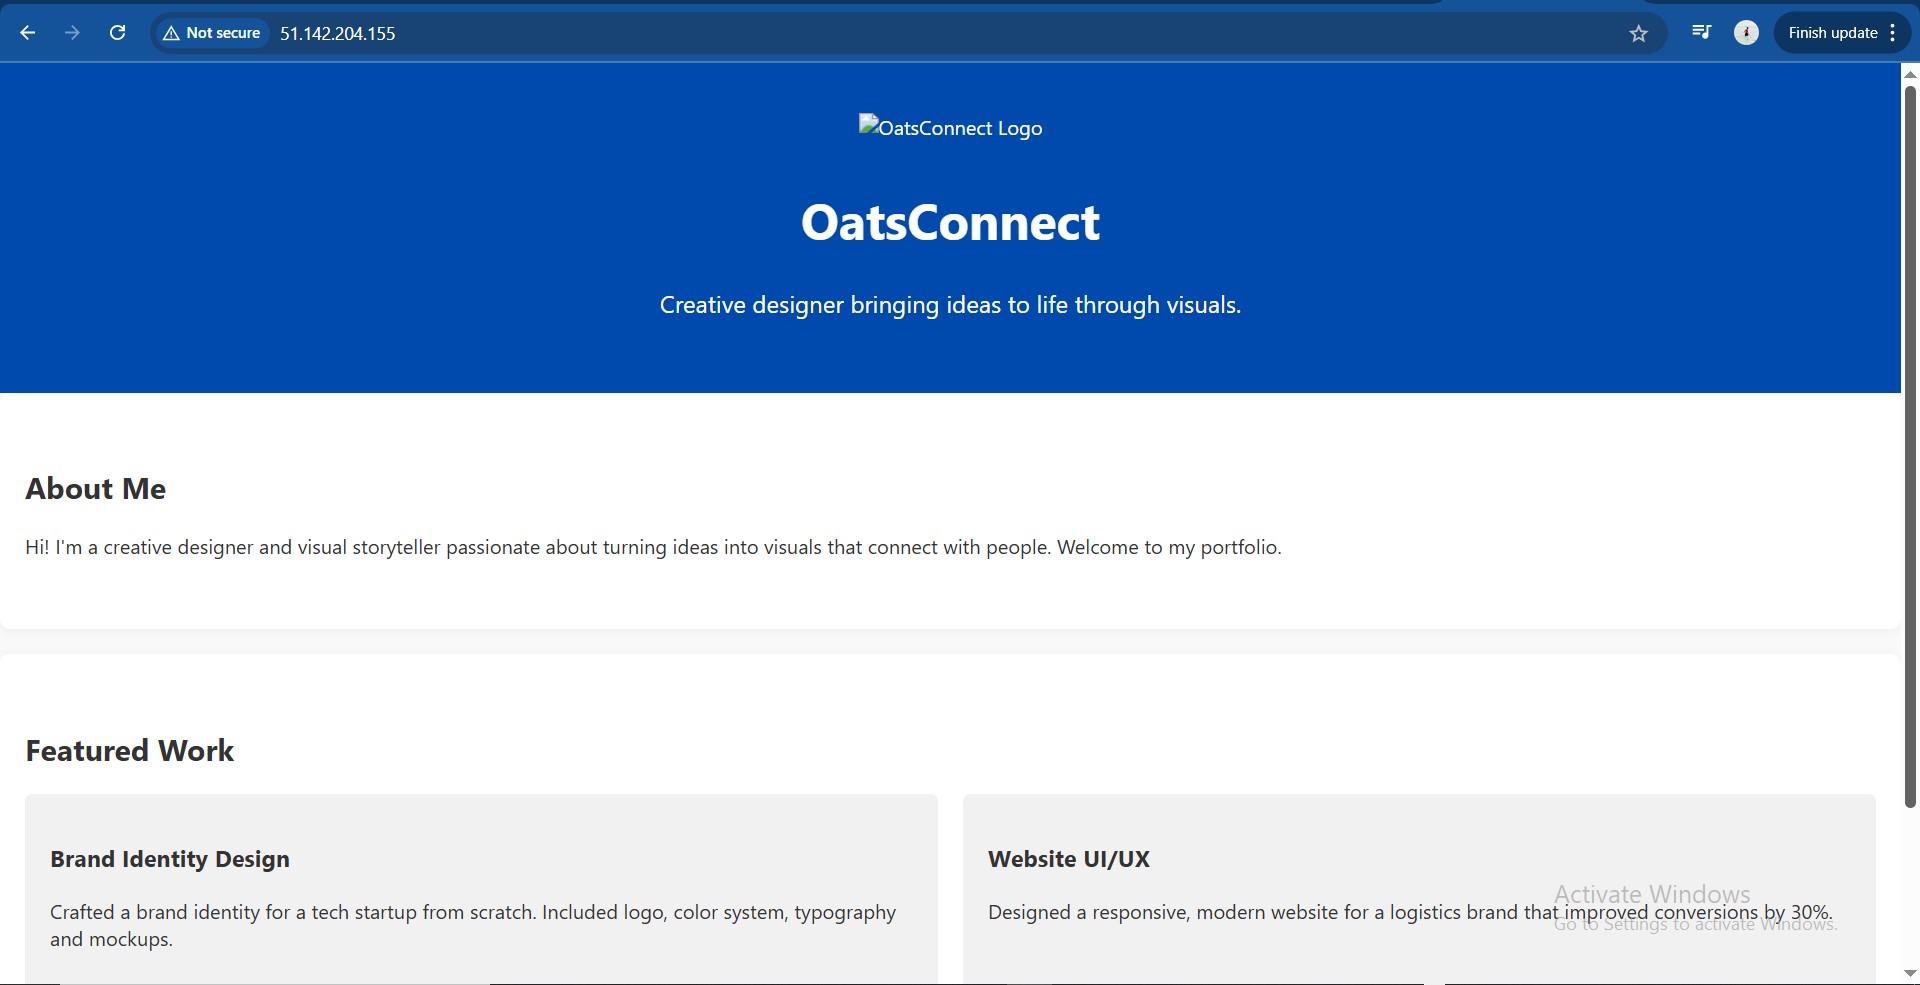 Not secure
51.142.204.155
Finish update
OatsConnect Logo
OatsConnect
Creative designer bringing ideas to life through visuals.
About Me
Hi! I'm a creative designer and visual storyteller passionate about turning ideas into visuals that connect with people. Welcome to my portfolio.
Featured Work
Brand Identity Design
Crafted a brand identity for a tech startup from scratch. Included logo, color system, typography
and mockups.
Website UI/UX
Designed a responsive, modern website for a logistics brand that improved conversions by 30%.
Activate Windows
Go to Settings to activate Windows.